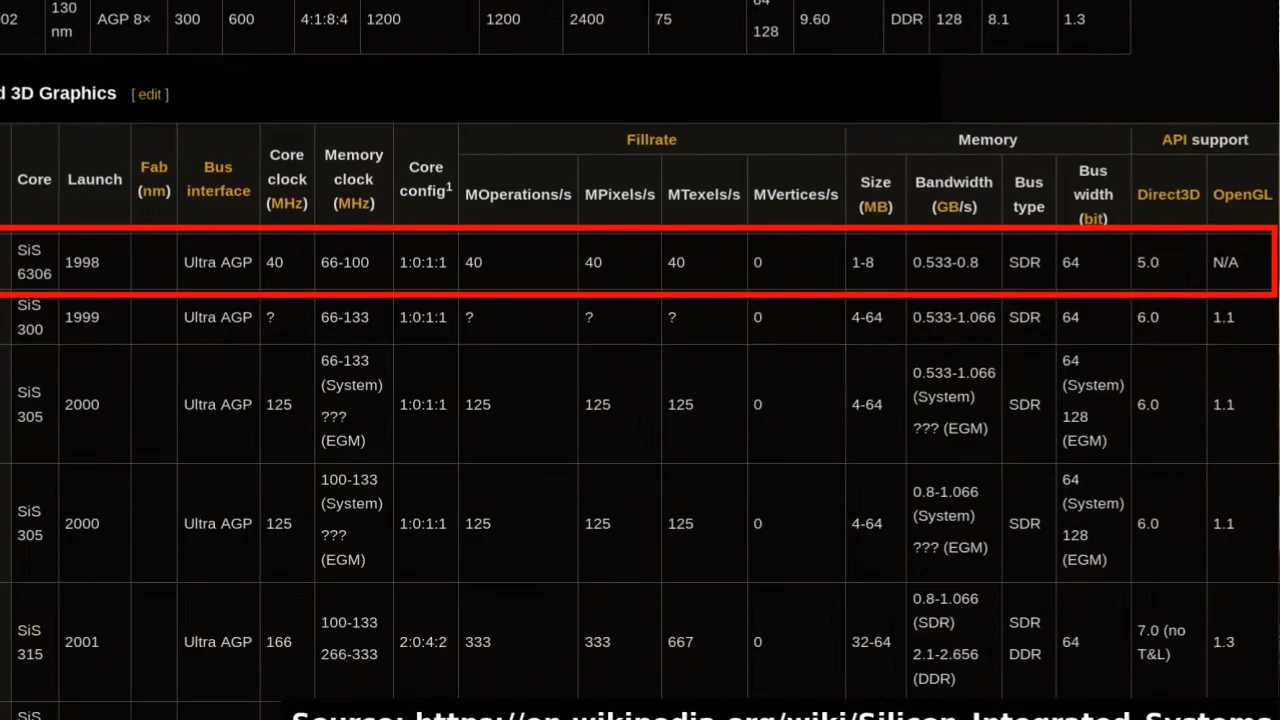 02 130 nm AGP 8× 300 600 4:1:8:4 1200 1200 2400 75 64 128 9.60 DDR 128 8.1 1.3
d 3D Graphics [ edit ]
Core Launch Fab (nm) Bus interface Core clock (MHz) Memory clock (MHz) Core config1 Fillrate Memory API support
MOperations/s MPixels/s MTexels/s MVertices/s Size (MB) Bandwidth (GB/s) Bus type Bus width (bit) Direct3D OpenGL
SiS 6306 1998 Ultra AGP 40 66-100 1:0:1:1 40 40 40 0 1-8 0.533-0.8 SDR 64 5.0 N/A
SiS 300 1999 Ultra AGP ? 66-133 1:0:1:1 ? ? ? 0 4-64 0.533-1.066 SDR 64 6.0 1.1
SiS 305 2000 Ultra AGP 125 66-133 (System) ??? (EGM) 1:0:1:1 125 125 125 0 4-64 0.533-1.066 (System) ??? (EGM) SDR 64 (System) 128 (EGM) 6.0 1.1
SiS 305 2000 Ultra AGP 125 100-133 (System) ??? (EGM) 1:0:1:1 125 125 125 0 4-64 0.8-1.066 (System) ??? (EGM) SDR 64 (System) 128 (EGM) 6.0 1.1
SiS 315 2001 Ultra AGP 166 100-133 266-333 2:0:4:2 333 333 667 0 32-64 0.8-1.066 (SDR) 2.1-2.656 (DDR) SDR DDR 64 7.0 (no T&L) 1.3
SiS
Source: https://en.wikipedia.org/wiki/Silicon_Integrated_Systems